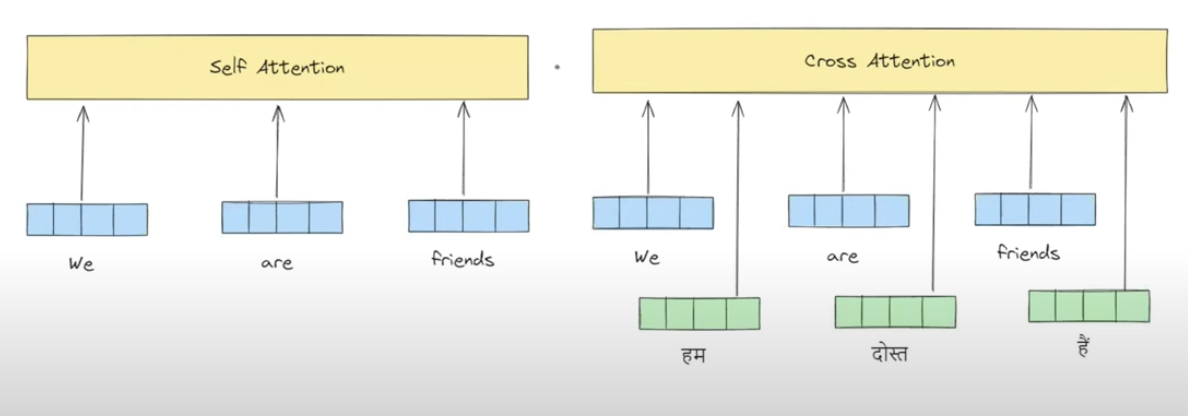 Self Attention
Cross Attention
We are friends
We are friends
हम दोस्त हैं